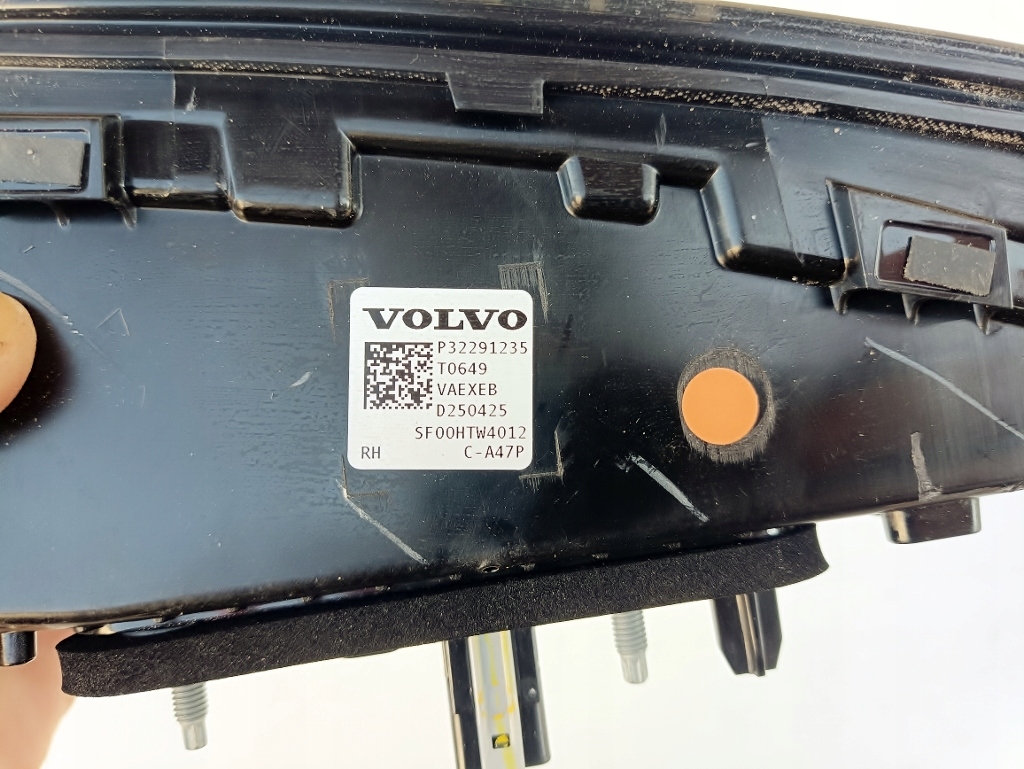 VOLVO
P32291235
T0649
VAEXEB
D250425
SF00HTW4012
RH C-A47P